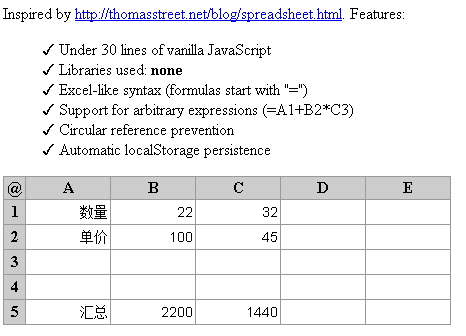 Inspired by http://thomasstreet.net/blog/spreadsheet.html. Features:
✓ Under 30 lines of vanilla JavaScript
✓ Libraries used: none
✓ Excel-like syntax (formulas start with "=")
✓ Support for arbitrary expressions (=A1+B2*C3)
✓ Circular reference prevention
✓ Automatic localStorage persistence
@ A B C D E
1 数量 22 32
2 单价 100 45
3
4
5 汇总 2200 1440